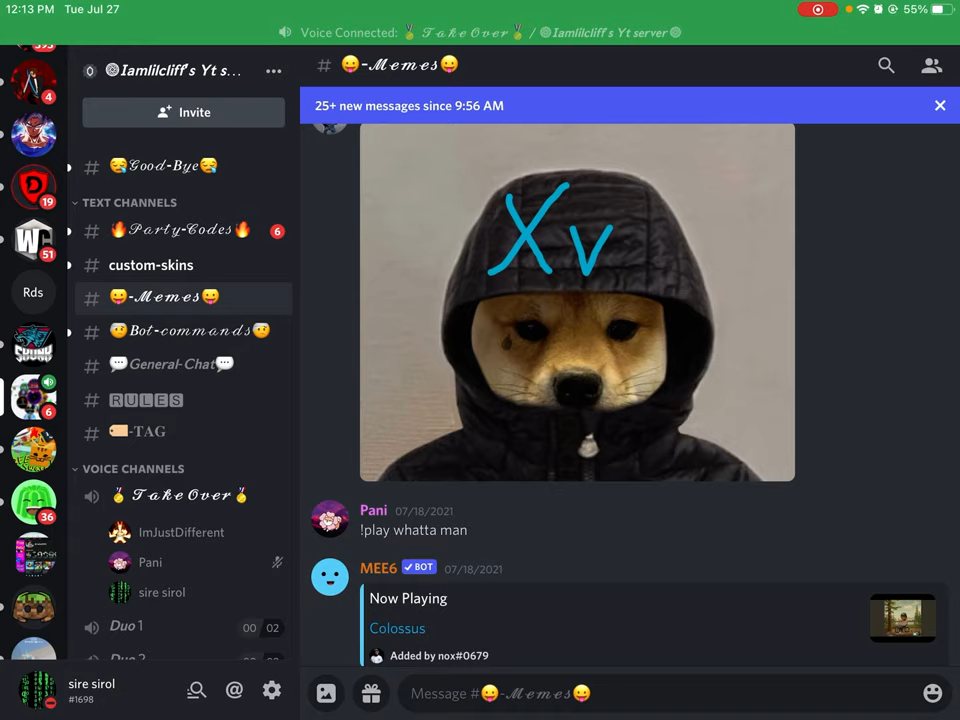 12:13 PM Tue Jul 27
55%
Voice Connected: 🏅 𝓣𝓪𝓴𝓮 𝓞𝓿𝓮𝓻🏅 / 🔘Iamlilcliff's Yt server🔘
395
4
19
51
Rds
6
36
🔘Iamlilcliff's Yt s...
Invite
😪𝓖𝓸𝓸𝓭-𝓑𝔂𝓮😪
TEXT CHANNELS
🔥𝓟𝓪𝓻𝓽𝔂-𝓒𝓸𝓭𝓮𝓼🔥
6
custom-skins
😛-𝓜𝓮𝓶𝓮𝓼😛
🤕𝓑𝓸𝓽-𝓬𝓸𝓶𝓶𝓪𝓷𝓭𝓼🤕
💬General-Chat💬
🆁🆄🅻🅴🆂
🏷️-𝐓𝐀𝐆
VOICE CHANNELS
🏅 𝓣𝓪𝓴𝓮 𝓞𝓿𝓮𝓻🏅
ImJustDifferent
Pani
sire sirol
Duo 1
00 02
Duo 2
sire sirol
#1698
# 😛-𝓜𝓮𝓶𝓮𝓼😛
25+ new messages since 9:56 AM
Xv
Pani 07/18/2021
!play whatta man
MEE6 ✔BOT 07/18/2021
Now Playing
Colossus
Added by nox#0679
Message #😛-𝓜𝓮𝓶𝓮𝓼😛